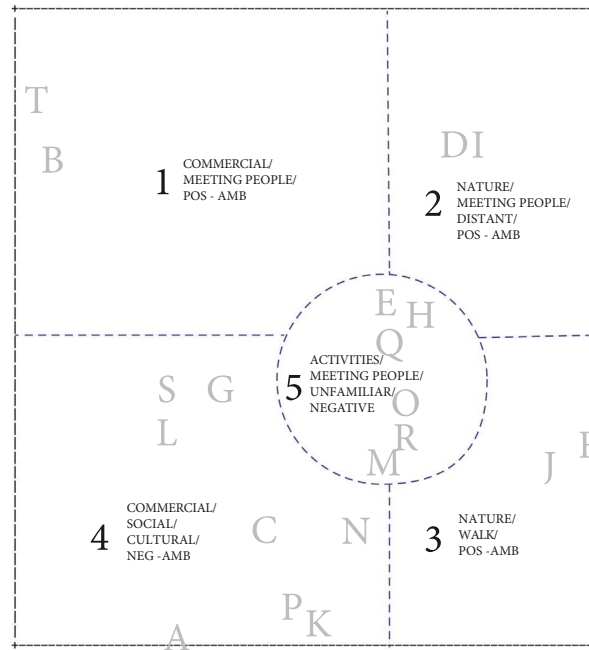 T
B
1
COMMERCIAL/
MEETING PEOPLE/
POS - AMB
DI
2
NATURE/
MEETING PEOPLE/
DISTANT/
POS - AMB
E
H
Q
5
ACTIVITIES/
MEETING PEOPLE/
UNFAMILIAR/
NEGATIVE
O
R
M
S G
L
J
4
COMMERCIAL/
SOCIAL/
CULTURAL/
NEG -AMB
C N
3
NATURE/
WALK/
POS -AMB
P
K
A